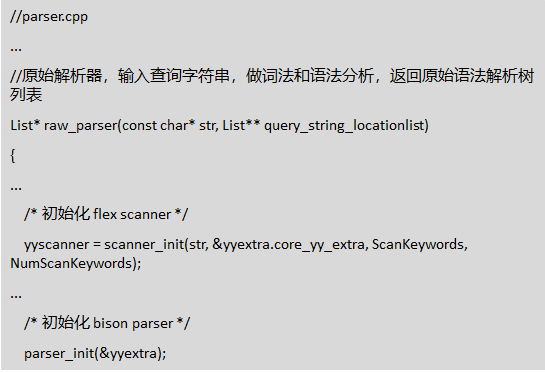 //parser.cpp
...
//原始解析器，输入查询字符串，做词法和语法分析，返回原始语法解析树
列表
List* raw_parser(const char* str, List** query_string_locationlist)
{
...
/* 初始化 flex scanner */
yyscanner = scanner_init(str, &yyextra.core_yy_extra, ScanKeywords,
NumScanKeywords);
...
/* 初始化 bison parser */
parser_init(&yyextra);